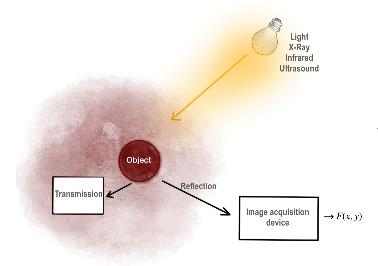 Light
X-Ray
Infrared
Ultrasound
Object
Transmission
Reflection
Image acquisition
device
→ F(x, y)